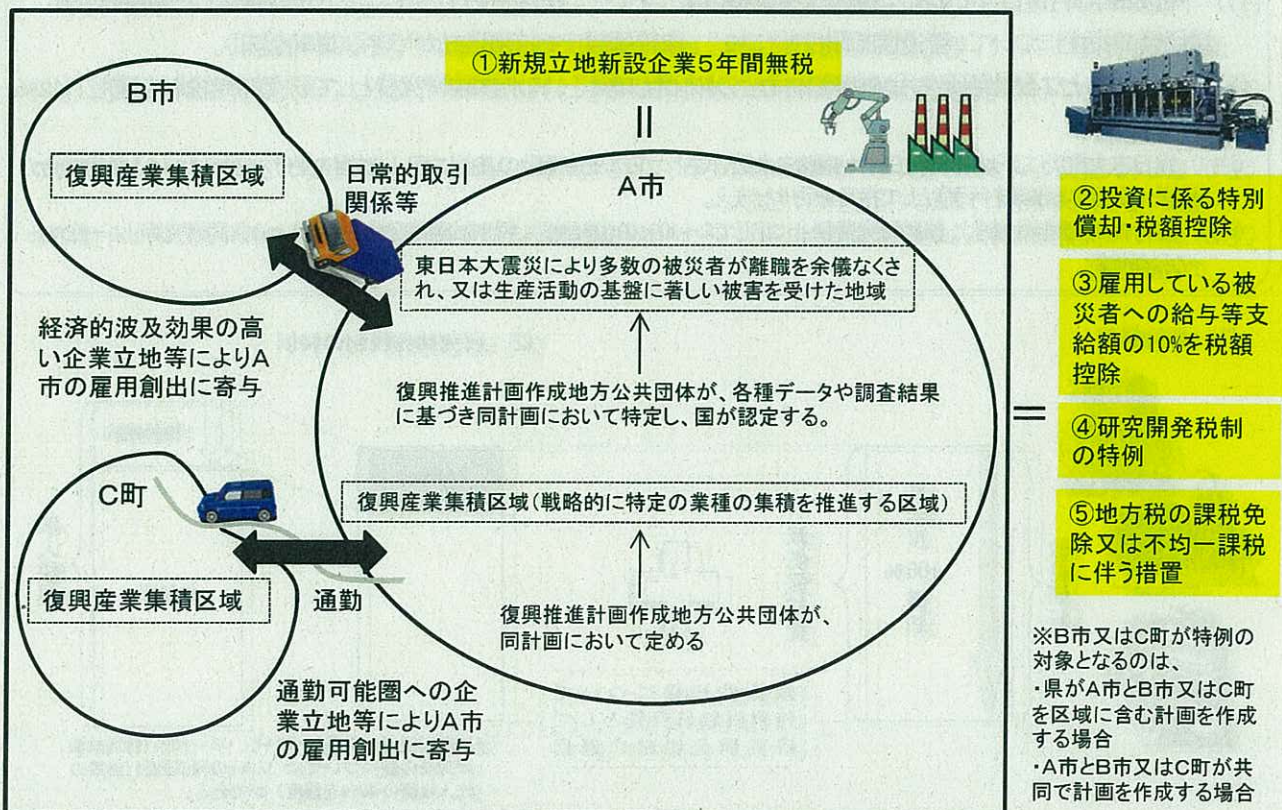 ①新規立地新設企業5年間無税
=
B市
復興産業集積区域
日常的取引
関係等
A市
東日本大震災により多数の被災者が離職を余儀なくさ
れ、又は生産活動の基盤に著しい被害を受けた地域
経済的波及効果の高
い企業立地等によりA
市の雇用創出に寄与
復興推進計画作成地方公共団体が、各種データや調査結果
に基づき同計画において特定し、国が認定する。
C町
復興産業集積区域(戦略的に特定の業種の集積を推進する区域)
復興産業集積区域
通勤
復興推進計画作成地方公共団体が、
同計画において定める
通勤可能圏への企
業立地等によりA市
の雇用創出に寄与
=
②投資に係る特別
償却・税額控除
③雇用している被
災者への給与等支
給額の10%を税額
控除
④研究開発税制
の特例
⑤地方税の課税免
除又は不均一課税
に伴う措置
※B市又はC町が特例の
対象となるのは、
・県がA市とB市又はC町
を区域に含む計画を作成
する場合
・A市とB市又はC町が共
同で計画を作成する場合